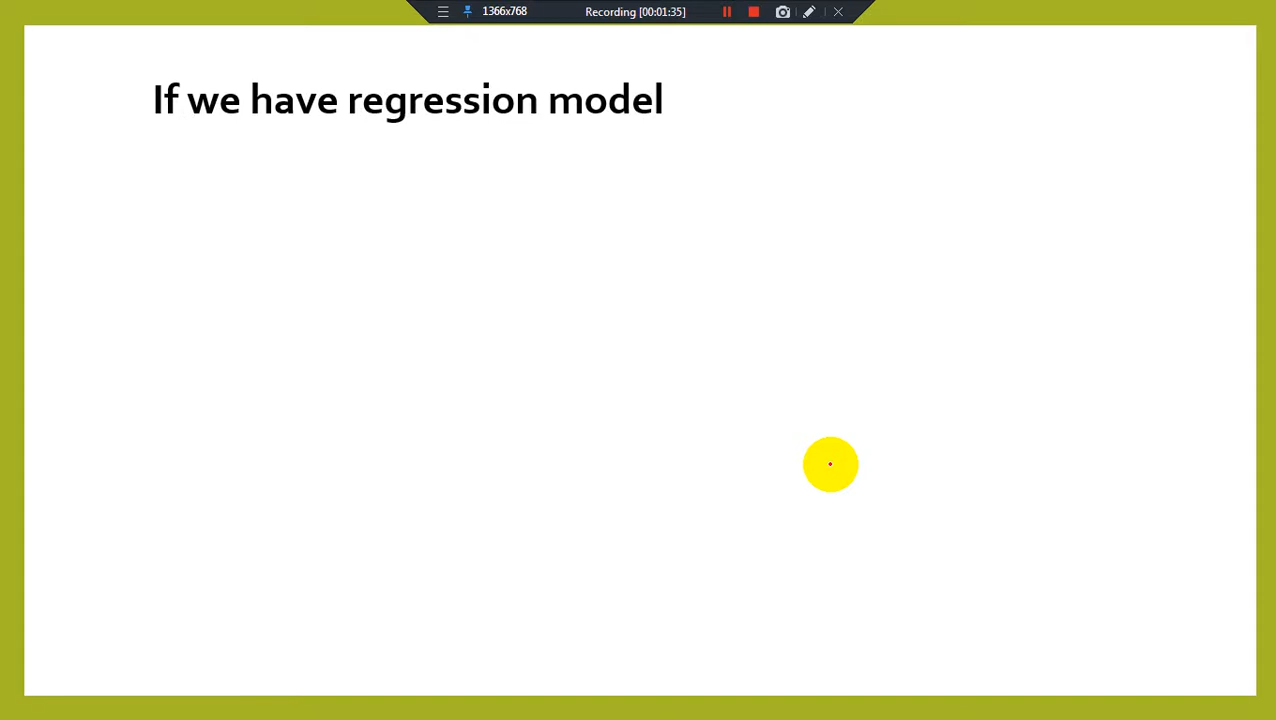 1366x768 Recording [00:01:35]
If we have regression model